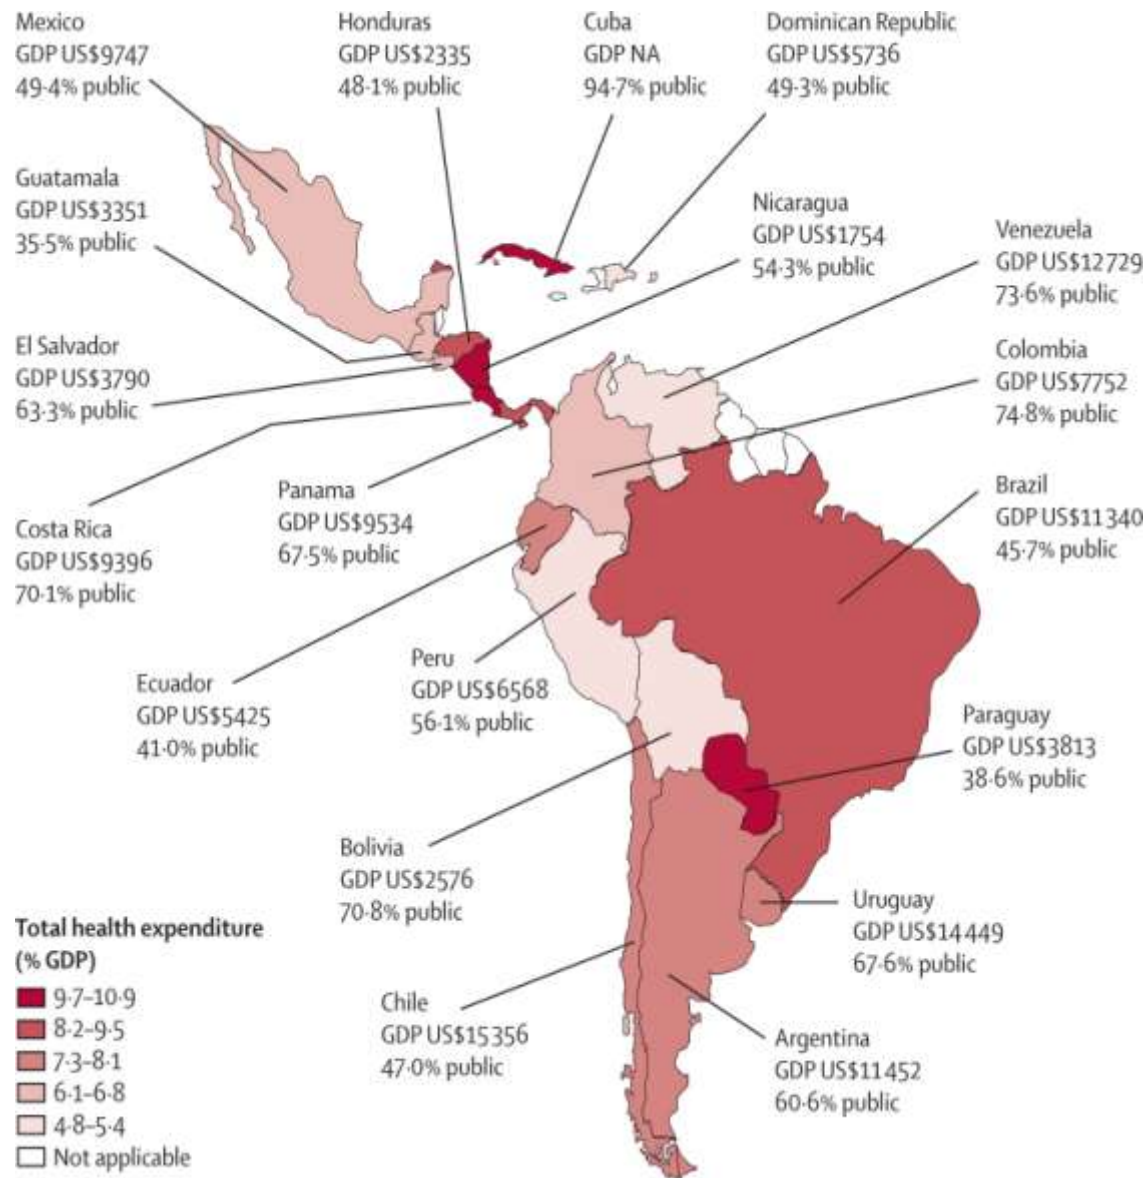 Mexico
GDP US$9747
49·4% public
Honduras
GDP US$2335
48·1% public
Cuba
GDP NA
94·7% public
Dominican Republic
GDP US$5736
49·3% public
Guatamala
GDP US$3351
35·5% public
Nicaragua
GDP US$1754
54·3% public
Venezuela
GDP US$12729
73·6% public
El Salvador
GDP US$3790
63·3% public
Colombia
GDP US$7752
74·8% public
Panama
GDP US$9534
67·5% public
Brazil
GDP US$11340
45·7% public
Costa Rica
GDP US$9396
70·1% public
Ecuador
GDP US$5425
41·0% public
Peru
GDP US$6568
56·1% public
Paraguay
GDP US$3813
38·6% public
Bolivia
GDP US$2576
70·8% public
Uruguay
GDP US$14449
67·6% public
Chile
GDP US$15356
47·0% public
Argentina
GDP US$11452
60·6% public
Total health expenditure
(% GDP)
9·7–10·9
8·2–9·5
7·3–8·1
6·1–6·8
4·8–5·4
Not applicable